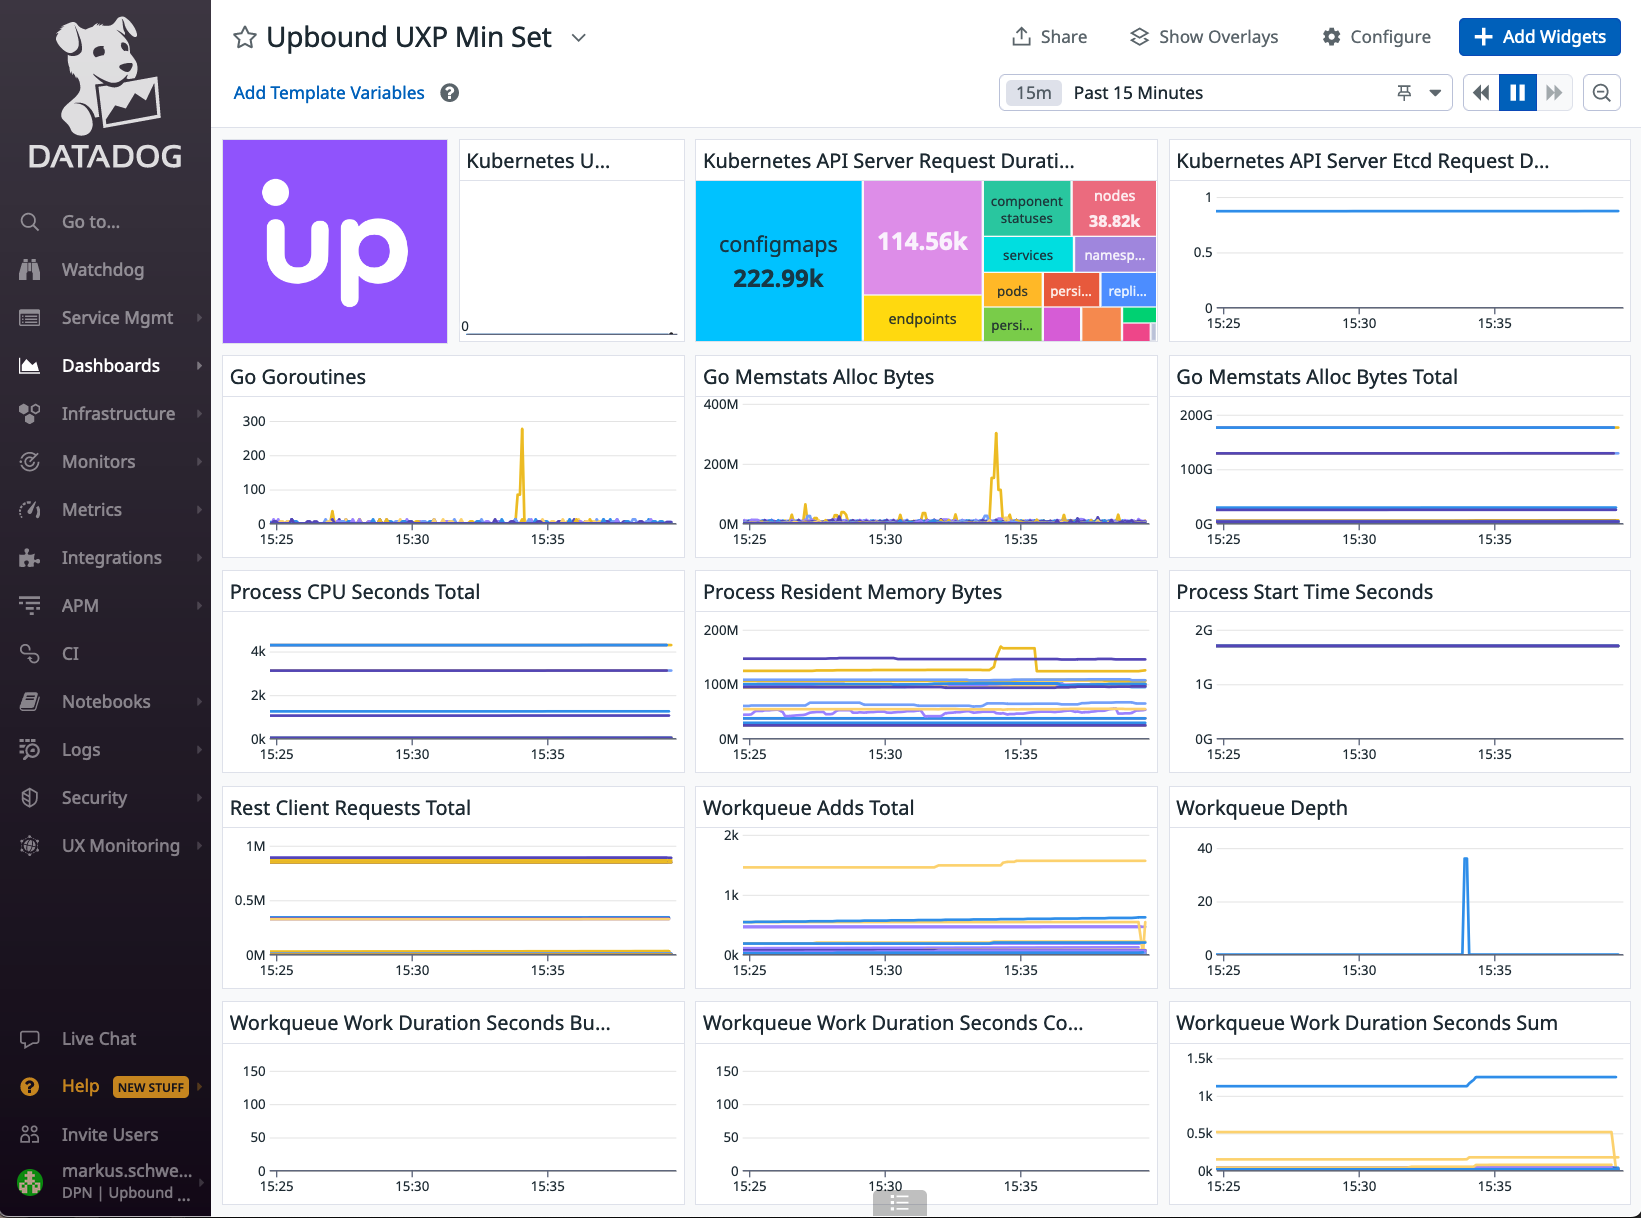 DATADOG
Go to...
Watchdog
Service Mgmt
Dashboards
Infrastructure
Monitors
Metrics
Integrations
APM
CI
Notebooks
Logs
Security
UX Monitoring
Live Chat
Help NEW STUFF
Invite Users
markus.schwe...
DPN | Upbound ...
Upbound UXP Min Set
Share
Show Overlays
Configure
Add Widgets
Add Template Variables
15m Past 15 Minutes
up
Kubernetes U...
0
Kubernetes API Server Request Durati...
configmaps
222.99k
114.56k
endpoints
component
statuses
nodes
38.82k
services
namesp...
pods
persi...
repli...
persi...
Kubernetes API Server Etcd Request D...
1
0.5
0
15:25 15:30 15:35
Go Goroutines
300
200
100
0
15:25 15:30 15:35
Go Memstats Alloc Bytes
400M
200M
0M
15:25 15:30 15:35
Go Memstats Alloc Bytes Total
200G
100G
0G
15:25 15:30 15:35
Process CPU Seconds Total
4k
2k
0k
15:25 15:30 15:35
Process Resident Memory Bytes
200M
100M
0M
15:25 15:30 15:35
Process Start Time Seconds
2G
1G
0G
15:25 15:30 15:35
Rest Client Requests Total
1M
0.5M
0M
15:25 15:30 15:35
Workqueue Adds Total
2k
1k
0k
15:25 15:30 15:35
Workqueue Depth
40
20
0
15:25 15:30 15:35
Workqueue Work Duration Seconds Bu...
150
100
50
0
15:25 15:30 15:35
Workqueue Work Duration Seconds Co...
150
100
50
0
15:25 15:30 15:35
Workqueue Work Duration Seconds Sum
1.5k
1k
0.5k
0k
15:25 15:30 15:35